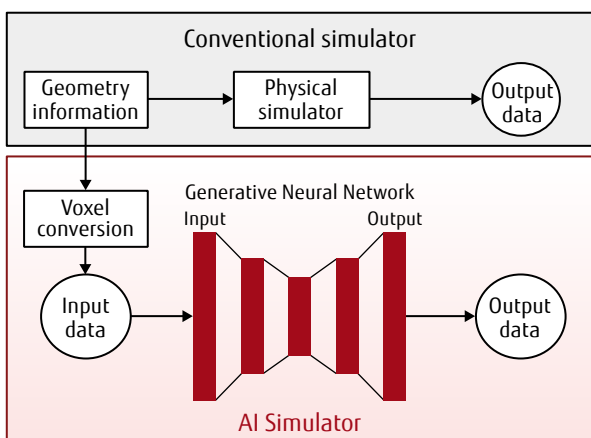 Conventional simulator
Geometry
information
Physical
simulator
Output
data
Voxel
conversion
Generative Neural Network
Input
Output
Input
data
Output
data
AI Simulator